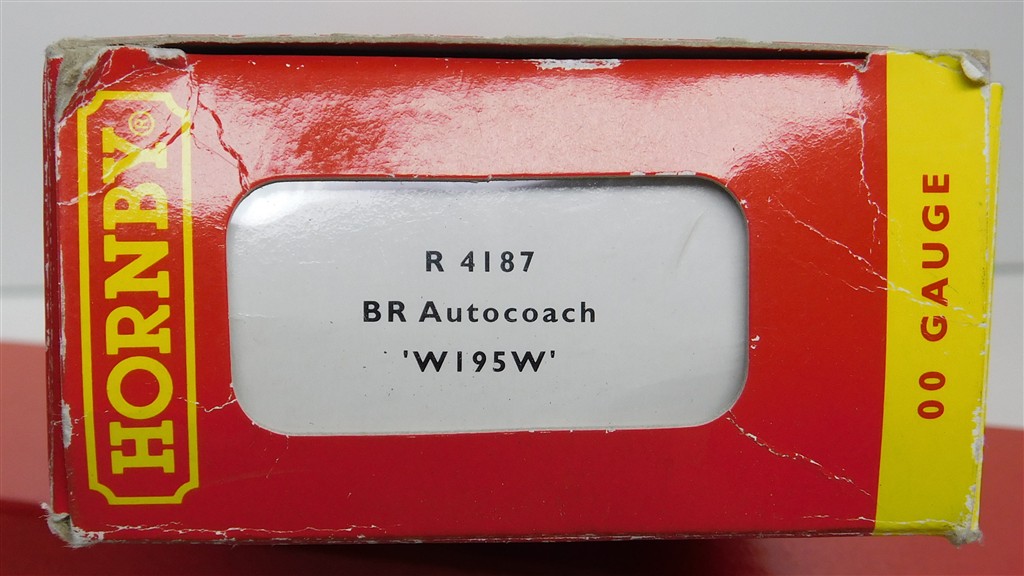 HORNBY®
R 4187
BR Autocoach
'W195W'
00 GAUGE